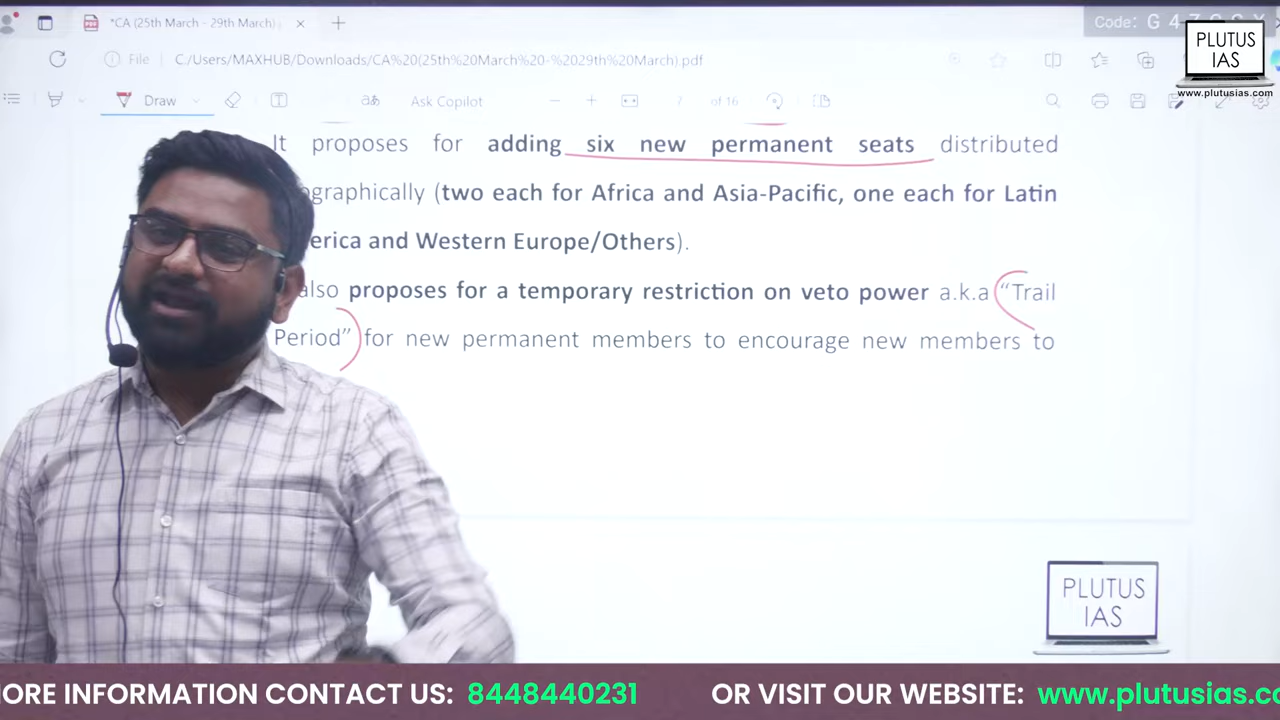 *CA (25th March - 29th March)
Code: G
PLUTUS
IAS
www.plutusias.com
File C:/Users/MAXHUB/Downloads/CA%20(25th%20March%20-%2029th%20March).pdf
Draw
Ask Copilot
7 of 16
It proposes for adding six new permanent seats distributed
ographically (two each for Africa and Asia-Pacific, one each for Latin
erica and Western Europe/Others).
also proposes for a temporary restriction on veto power a.k.a “Trail
Period” for new permanent members to encourage new members to
PLUTUS
IAS
MORE INFORMATION CONTACT US: 8448440231 OR VISIT OUR WEBSITE: www.plutusias.co